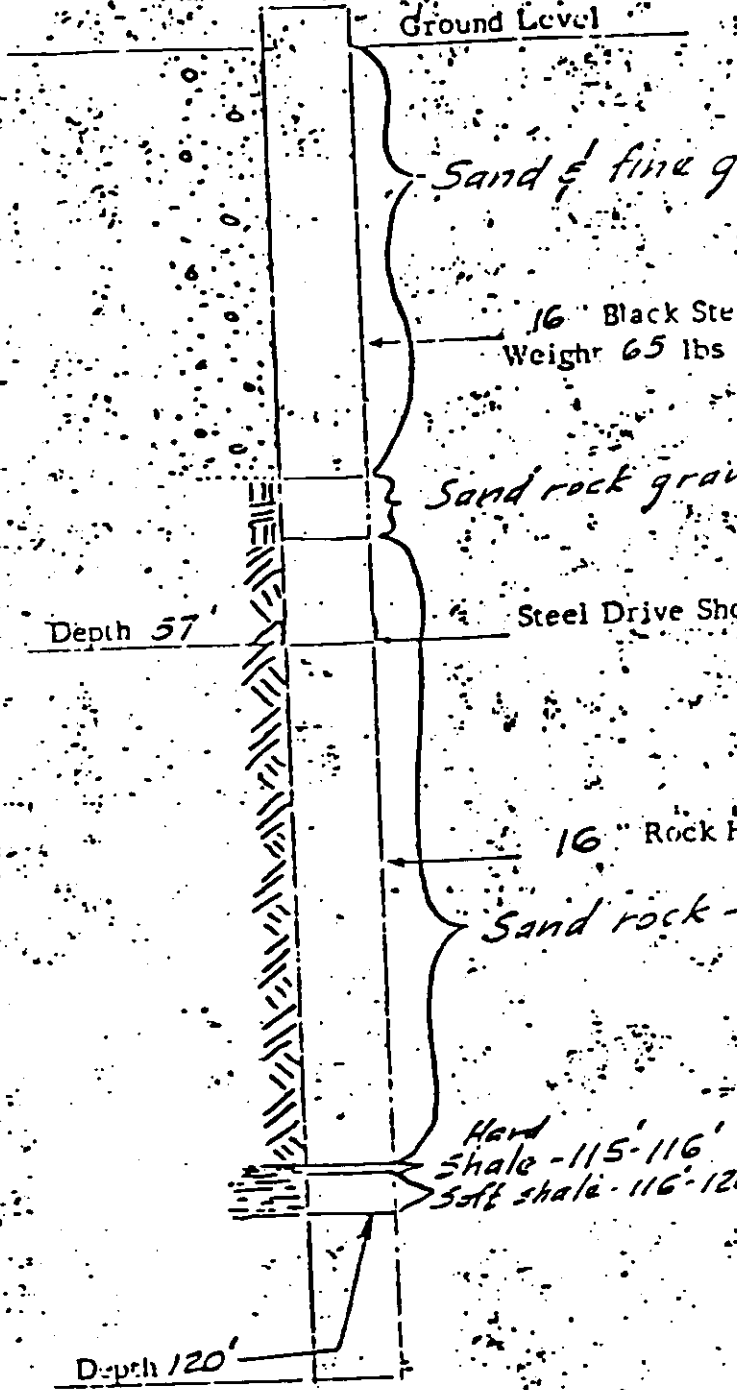 Ground Level
Sand & fine g
16" Black Ste
Weight 65 lbs
Sand rock grav
Depth 57'
Steel Drive Sho
16" Rock H
Sand rock -
Hard
Shale - 115'-116'
Soft shale - 116'-120
Depth 120'